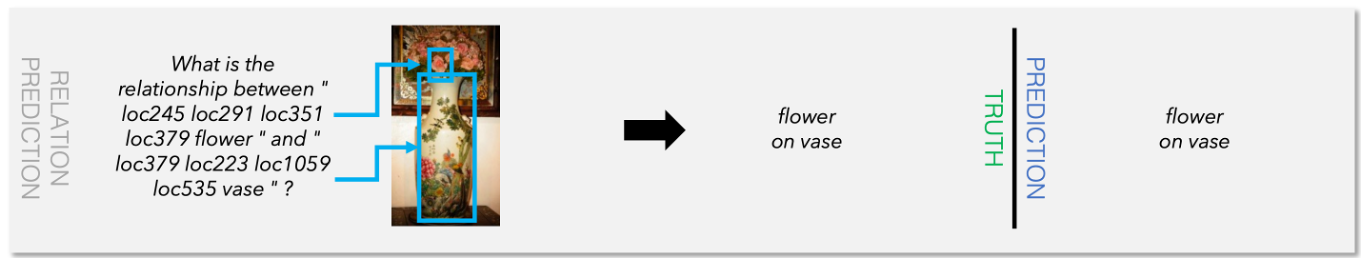 RELATION
PREDICTION
What is the
relationship between "
loc245 loc291 loc351
loc379 flower " and "
loc379 loc223 loc1059
loc535 vase " ?
flower
on vase
TRUTH
PREDICTION
flower
on vase